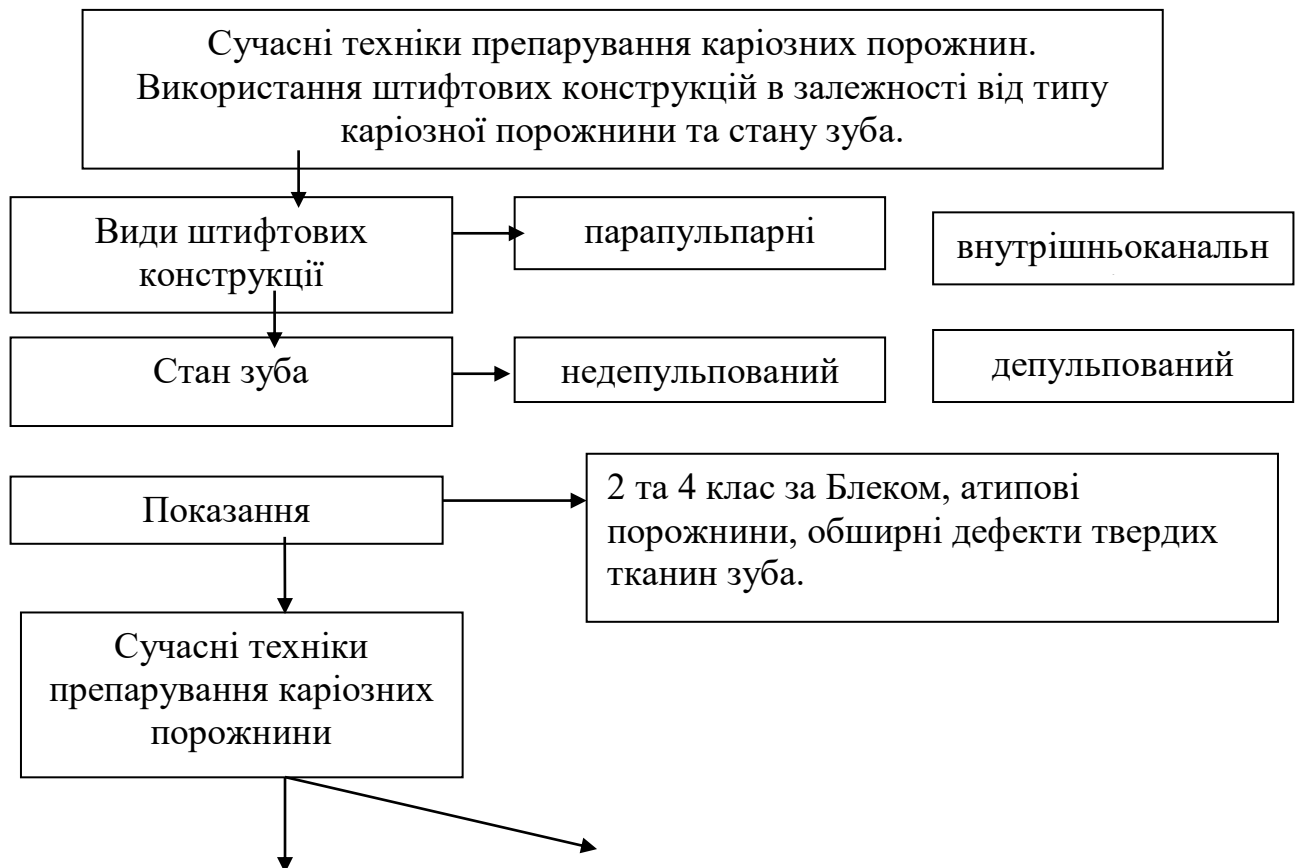 Сучасні техніки препарування каріозних порожнин.
Використання штифтових конструкцій в залежності від типу
каріозної порожнини та стану зуба.
Види штифтових
конструкції
парапульпарні
внутрішньоканальн
Стан зуба
недепульпований
депульпований
Показання
2 та 4 клас за Блеком, атипові
порожнини, обширні дефекти твердих
тканин зуба.
Сучасні техніки
препарування каріозних
порожнини